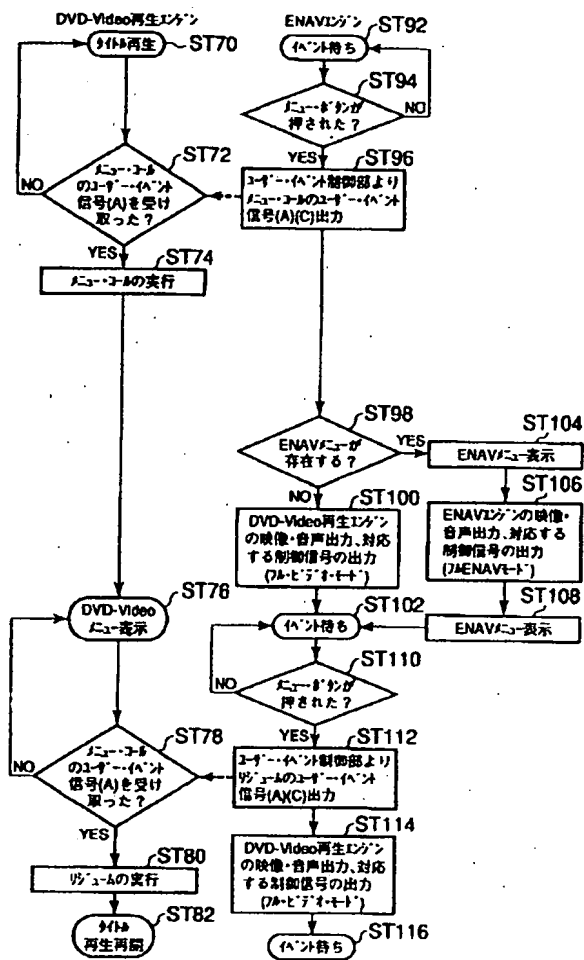 DVD-Video再生エンジン
タイトル再生
ST70
メニュー・コール
のユーザー・イベント
信号(A)を受け
取った?
ST72
NO
YES
ST74
メニュー・コールの実行
ST76
DVD-Video
メニュー表示
ST78
メニュー・コール
のユーザー・イベント
信号(A)を受け
取った?
NO
YES
ST80
リジュームの実行
ST82
タイトル
再生再開
ENAVエンジン
ST92
イベント待ち
ST94
メニュー・ボタンが
押された?
NO
YES
ST96
ユーザー・イベント制御部より
メニュー・コールのユーザー・イベント
信号(A)(C)出力
ST98
ENAVメニューが
存在する?
YES
NO
ST104
ENAVメニュー表示
ST100
DVD-Video再生エンジン
の映像・音声出力、対応
する制御信号の出力
(フル・ビデオ・モード)
ST106
ENAVエンジンの映像・
音声出力、対応する
制御信号の出力
(フルENAVモード)
ST102
イベント待ち
ST108
ENAVメニュー表示
ST110
メニュー・ボタンが
押された?
NO
YES
ST112
ユーザー・イベント制御部より
リジュームのユーザー・イベント
信号(A)(C)出力
ST114
DVD-Video再生エンジン
の映像・音声出力、対応
する制御信号の出力
(フル・ビデオ・モード)
ST116
イベント待ち